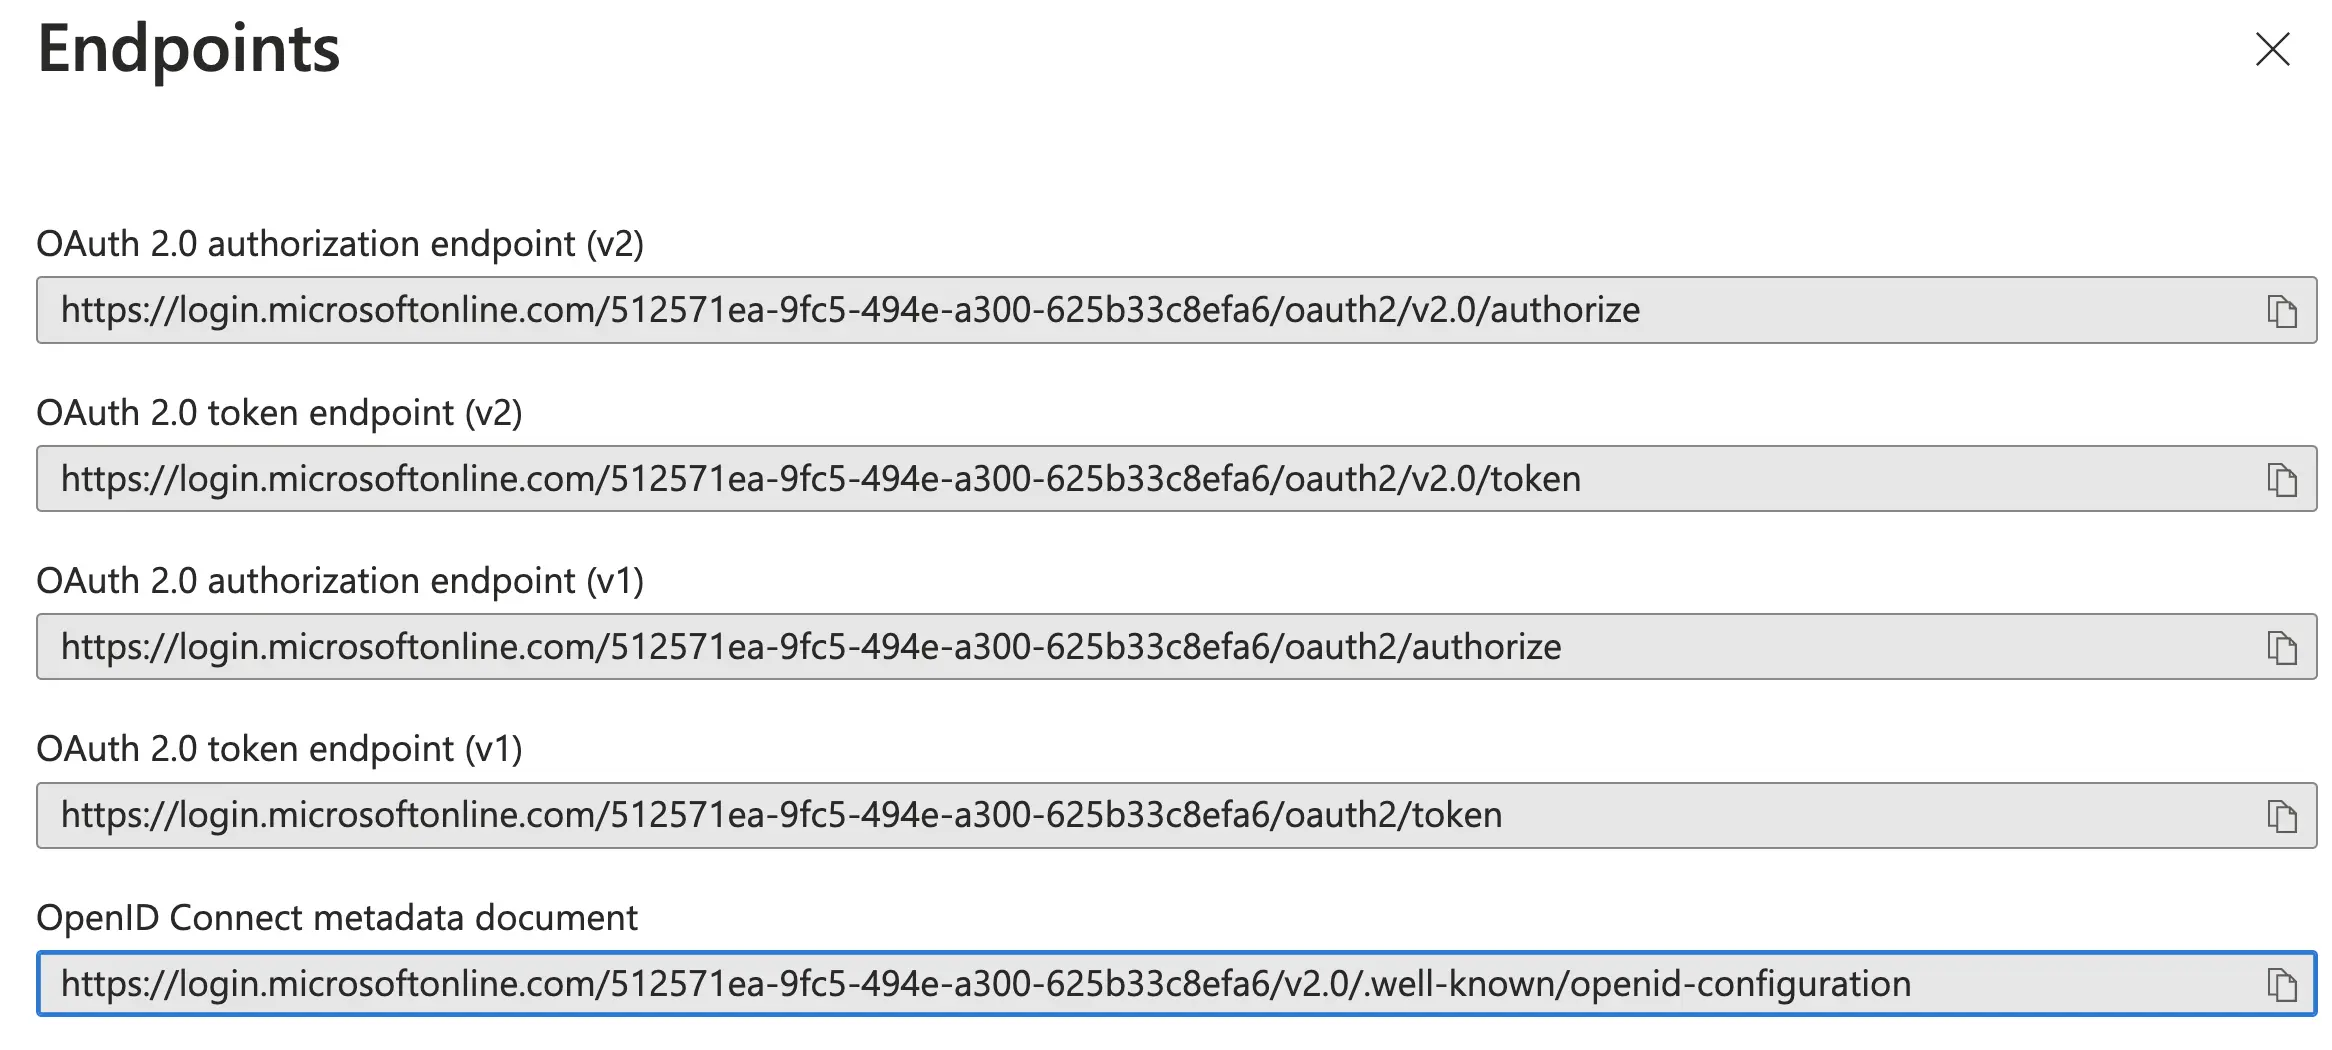 Endpoints
OAuth 2.0 authorization endpoint (v2)
https://login.microsoftonline.com/512571ea-9fc5-494e-a300-625b33c8efa6/oauth2/v2.0/authorize
OAuth 2.0 token endpoint (v2)
https://login.microsoftonline.com/512571ea-9fc5-494e-a300-625b33c8efa6/oauth2/v2.0/token
OAuth 2.0 authorization endpoint (v1)
https://login.microsoftonline.com/512571ea-9fc5-494e-a300-625b33c8efa6/oauth2/authorize
OAuth 2.0 token endpoint (v1)
https://login.microsoftonline.com/512571ea-9fc5-494e-a300-625b33c8efa6/oauth2/token
OpenID Connect metadata document
https://login.microsoftonline.com/512571ea-9fc5-494e-a300-625b33c8efa6/v2.0/.well-known/openid-configuration